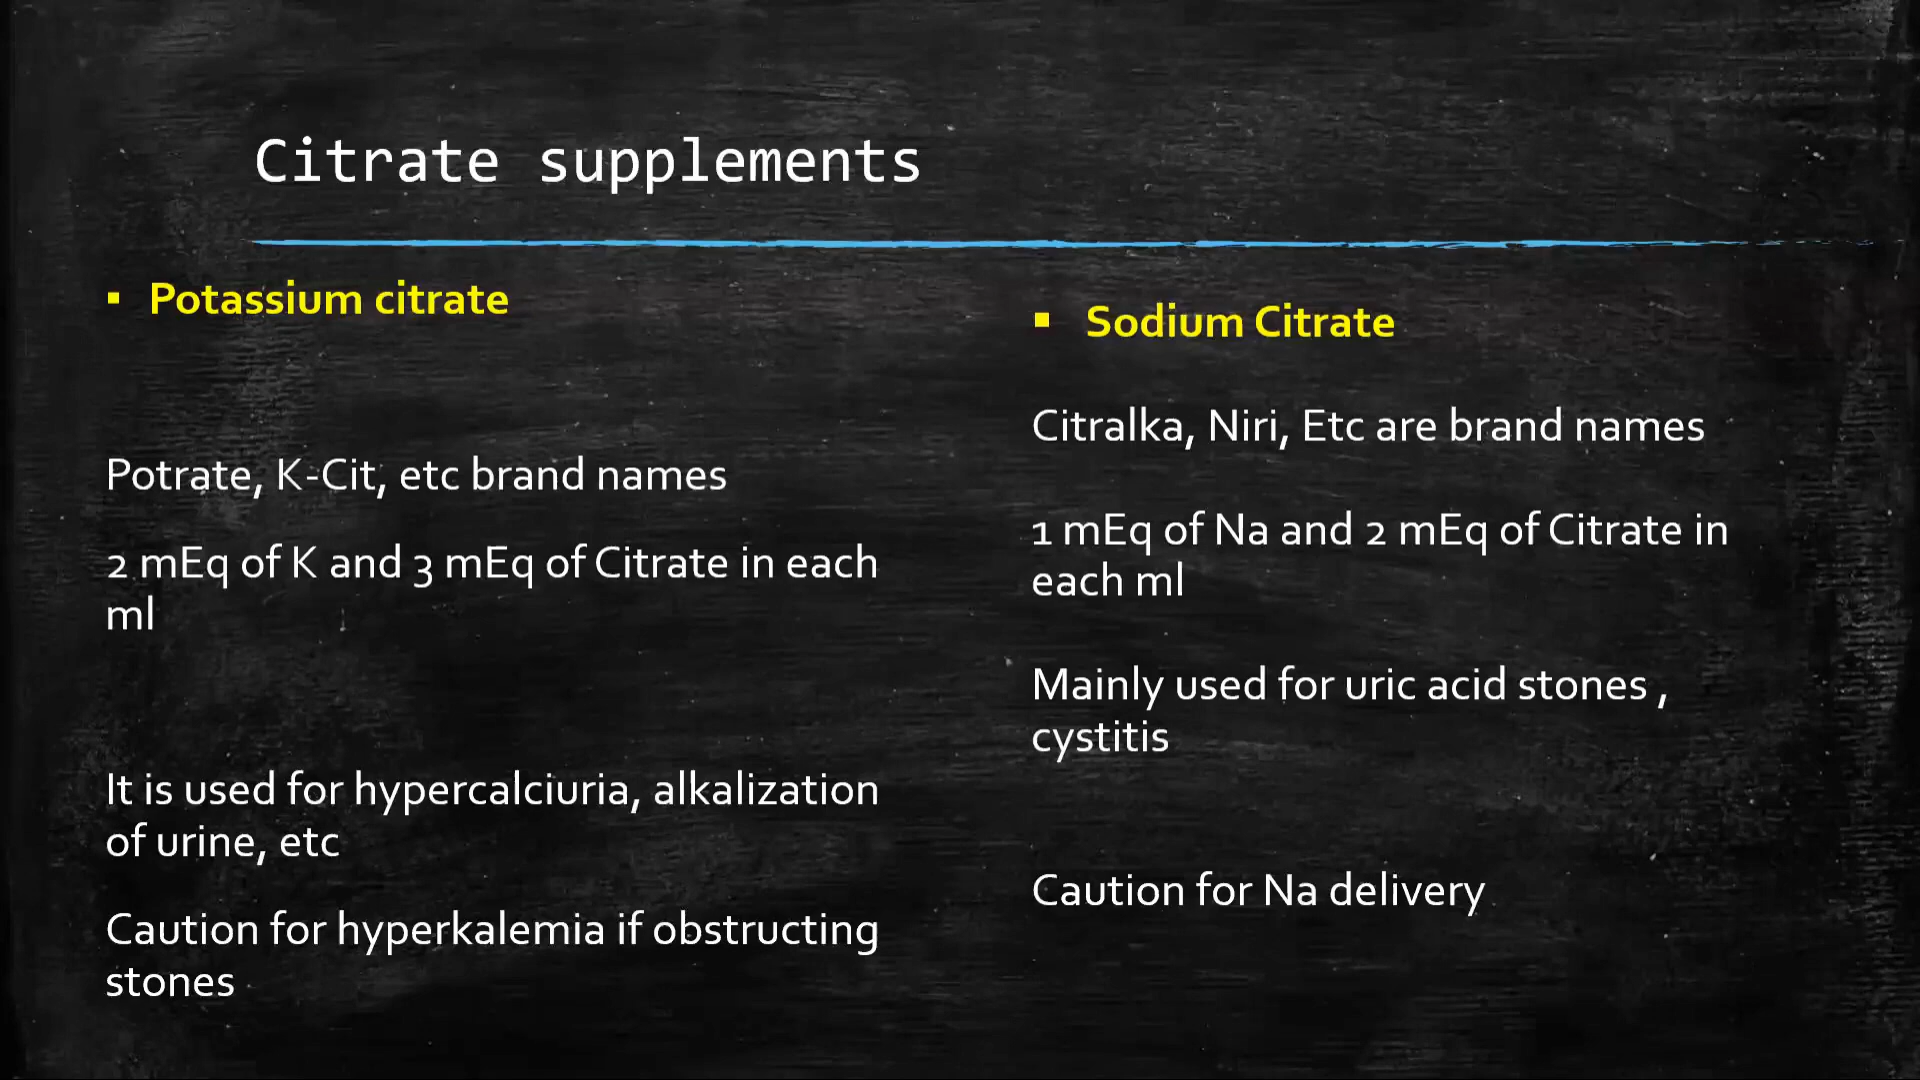 Citrate supplements
▪ Potassium citrate
Potrate, K-Cit, etc brand names
2 mEq of K and 3 mEq of Citrate in each
ml
It is used for hypercalciuria, alkalization
of urine, etc
Caution for hyperkalemia if obstructing
stones
▪ Sodium Citrate
Citralka, Niri, Etc are brand names
1 mEq of Na and 2 mEq of Citrate in
each ml
Mainly used for uric acid stones ,
cystitis
Caution for Na delivery